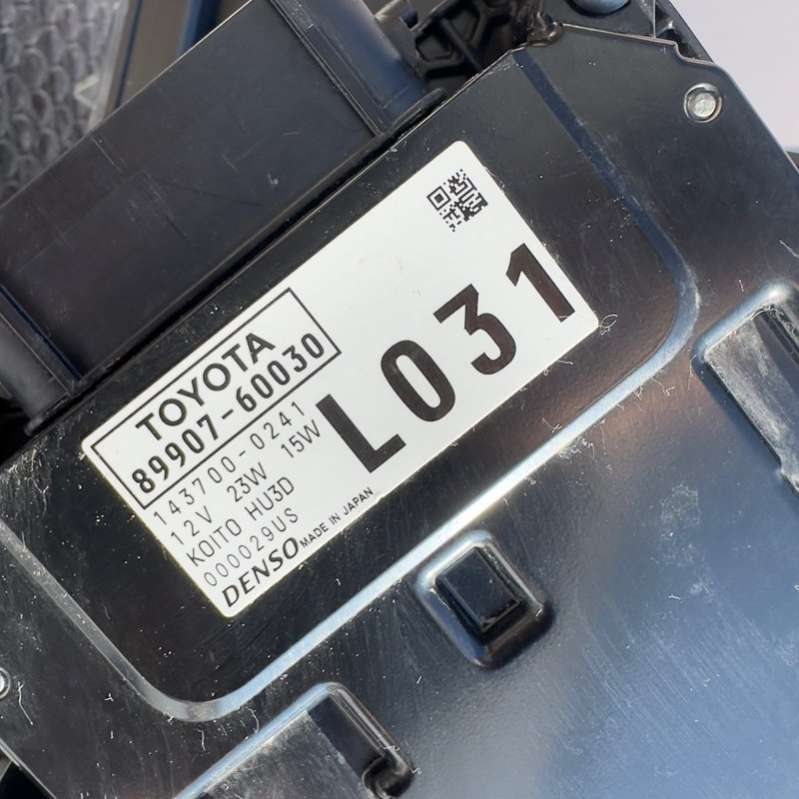 TOYOTA
89907-60030
143700-0241
12V 23W 15W
KOITO HU3D
000029US
DENSO MADE IN JAPAN
L031